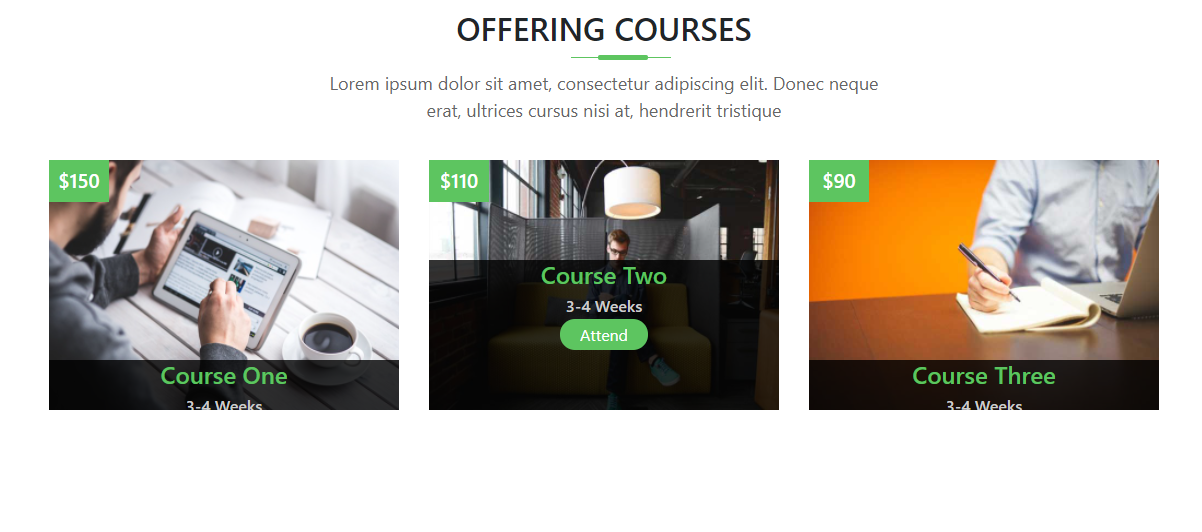 OFFERING COURSES
Lorem ipsum dolor sit amet, consectetur adipiscing elit. Donec neque
erat, ultrices cursus nisi at, hendrerit tristique
$150
$110
$90
Course Two
3-4 Weeks
Attend
Course One
Course Three
3-4 Weeks
3-4 Weeks